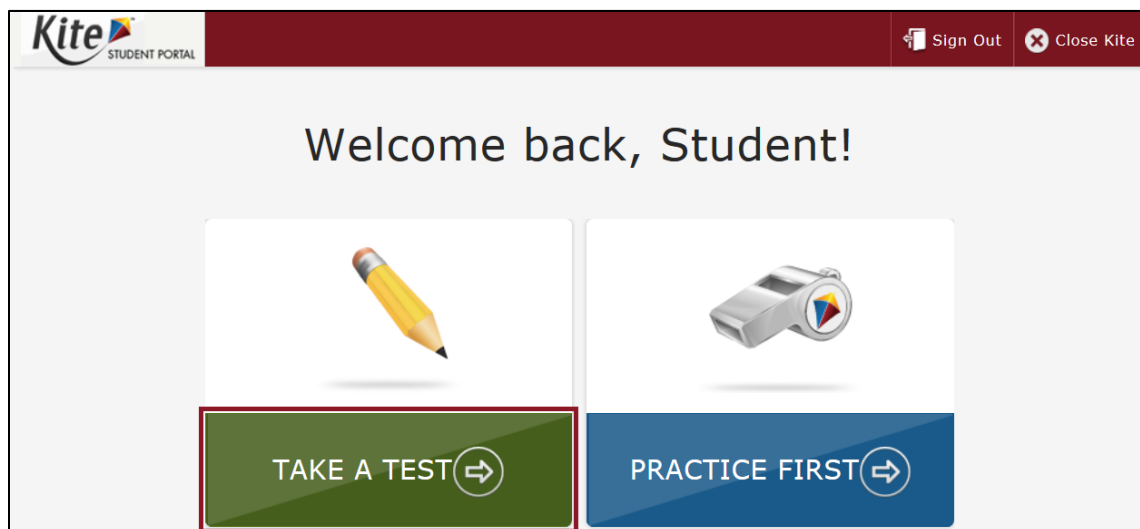 Kite
STUDENT PORTAL
Sign Out
Close Kite
Welcome back, Student!
TAKE A TEST
PRACTICE FIRST